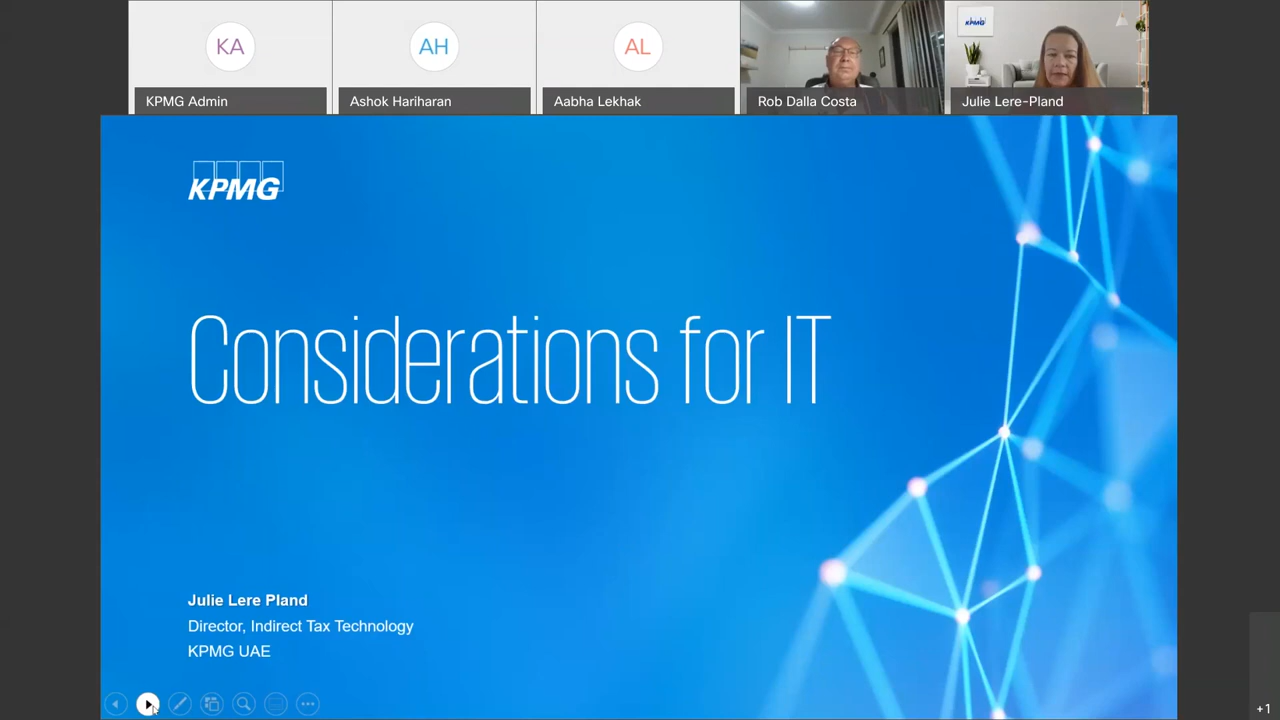 KA
AH
AL
KPMG
KPMG Admin
Ashok Hariharan
Aabha Lekhak
Rob Dalla Costa
Julie Lere-Pland
KPMG
Considerations for IT
Julie Lere Pland
Director, Indirect Tax Technology
KPMG UAE
+1